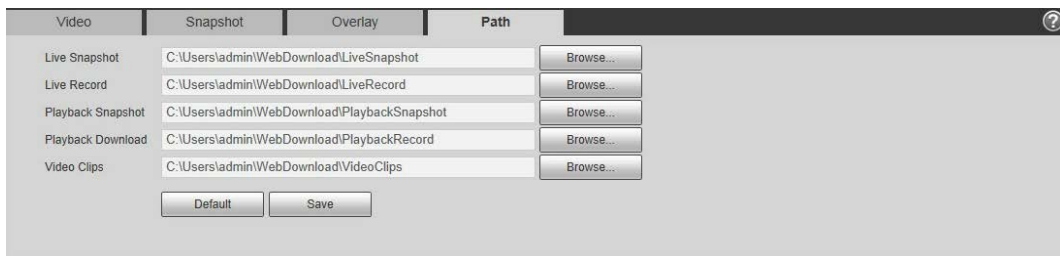 Video Snapshot Overlay Path ?
Live Snapshot C:\Users\admin\WebDownload\LiveSnapshot Browse...
Live Record C:\Users\admin\WebDownload\LiveRecord Browse...
Playback Snapshot C:\Users\admin\WebDownload\PlaybackSnapshot Browse...
Playback Download C:\Users\admin\WebDownload\PlaybackRecord Browse...
Video Clips C:\Users\admin\WebDownload\VideoClips Browse...
Default Save